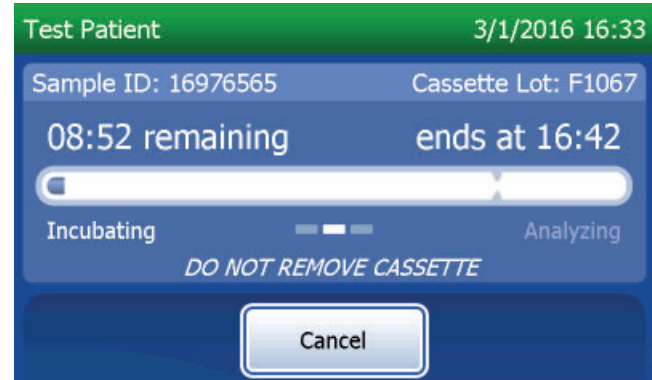 Test Patient 3/1/2016 16:33
Sample ID: 16976565 Cassette Lot: F1067
08:52 remaining ends at 16:42
Incubating Analyzing
DO NOT REMOVE CASSETTE
Cancel